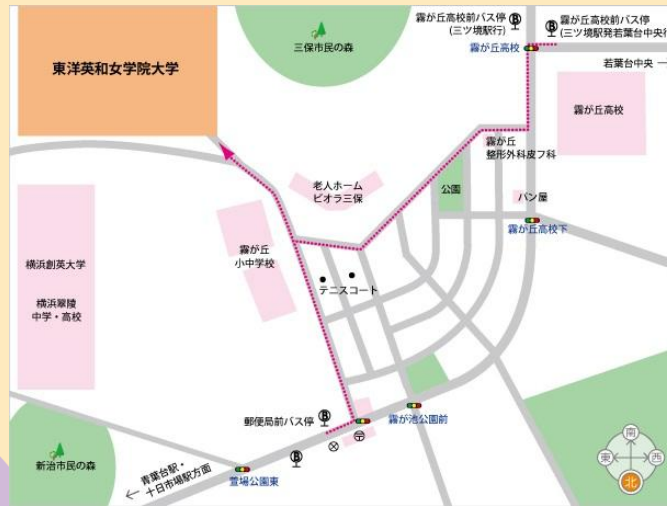 霧が丘高校前バス停
(三ツ境駅行)
霧が丘高校前バス停
(三ツ境駅発若葉台中央行
三保市民の森
霧が丘高校
若葉台中央
東洋英和女学院大学
霧が丘高校
霧が丘
整形外科皮フ科
老人ホーム
ビオラ三保
公園
パン屋
霧が丘高校下
霧が丘
小中学校
横浜創英大学
横浜翠陵
中学・高校
テニスコート
霧が池公園前
郵便局前バス停
新治市民の森
青葉台駅・
十日市場駅方面
萱場公園東
南
東
西
北